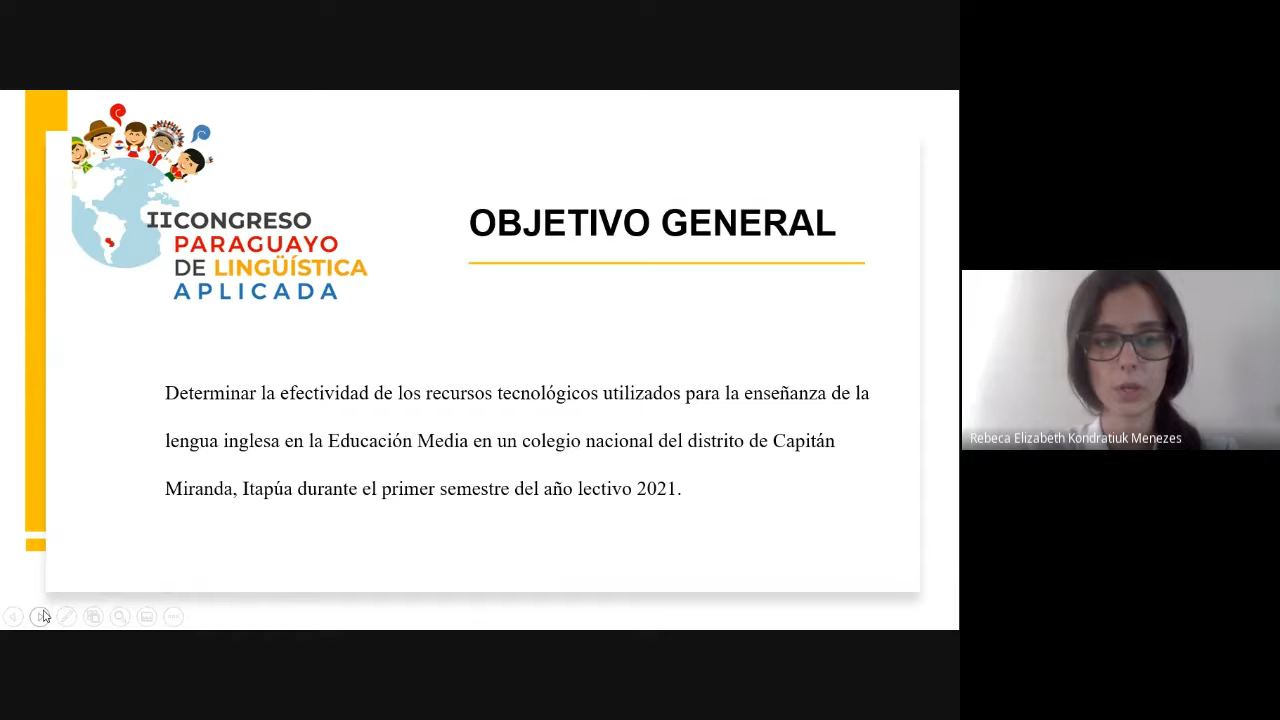 II CONGRESO
PARAGUAYO
DE LINGÜÍSTICA
APLICADA
OBJETIVO GENERAL
Determinar la efectividad de los recursos tecnológicos utilizados para la enseñanza de la
lengua inglesa en la Educación Media en un colegio nacional del distrito de Capitán
Miranda, Itapúa durante el primer semestre del año lectivo 2021.
Rebeca Elizabeth Kondratiuk Menezes